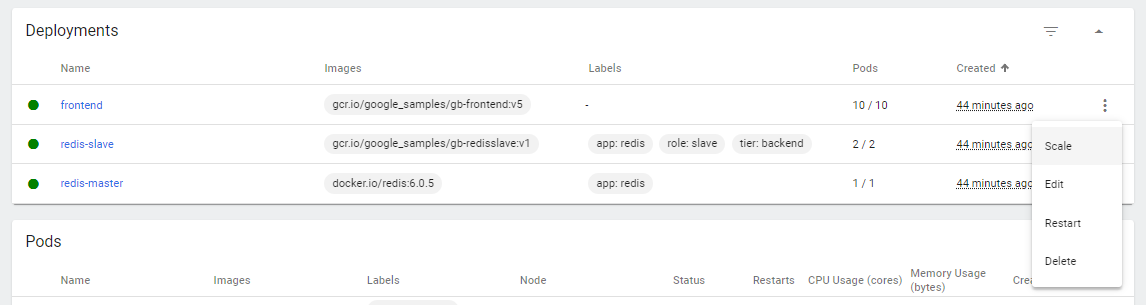 Deployments
Name Images Labels Pods Created
frontend gcr.io/google_samples/gb-frontend:v5 - 10 / 10 44 minutes ago
redis-slave gcr.io/google_samples/gb-redisslave:v1 app: redis role: slave tier: backend 2 / 2 44 minutes ago
Scale
redis-master docker.io/redis:6.0.5 app: redis 1 / 1 44 minutes ago
Edit
Restart
Delete
Pods
Name Images Labels Node Status Restarts CPU Usage (cores) Memory Usage (bytes) Cre